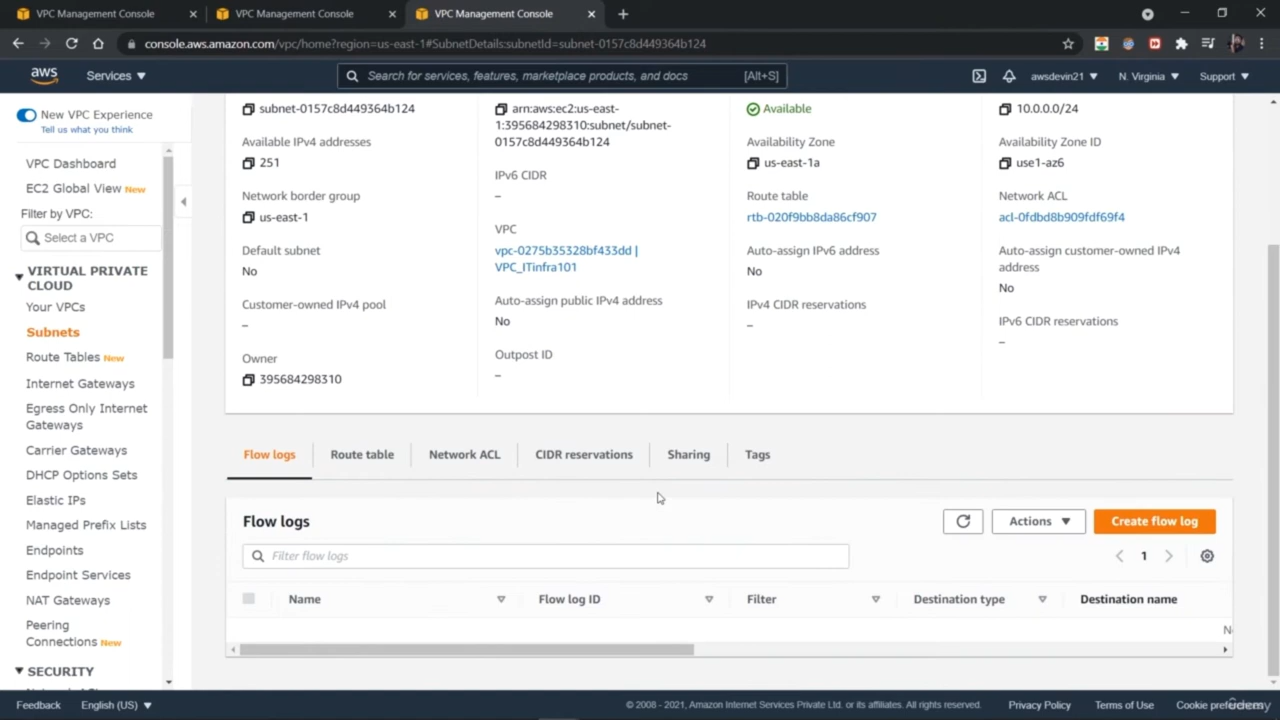 VPC Management Console
VPC Management Console
VPC Management Console
console.aws.amazon.com/vpc/home?region=us-east-1#SubnetDetails:subnetId=subnet-0157c8d449364b124
aws
Services
Search for services, features, marketplace products, and docs
[Alt+S]
awsdevin21
N. Virginia
Support
New VPC Experience
Tell us what you think
VPC Dashboard
EC2 Global View New
Filter by VPC:
Select a VPC
VIRTUAL PRIVATE
CLOUD
Your VPCs
Subnets
Route Tables New
Internet Gateways
Egress Only Internet
Gateways
Carrier Gateways
DHCP Option Sets
Elastic IPs
Managed Prefix Lists
Endpoints
Endpoint Services
NAT Gateways
Peering
Connections New
SECURITY
subnet-0157c8d449364b124
Available IPv4 addresses
251
Network border group
us-east-1
Default subnet
No
Customer-owned IPv4 pool
–
Owner
395684298310
arn:aws:ec2:us-east-
1:395684298310:subnet/subnet-
0157c8d449364b124
IPv6 CIDR
–
VPC
vpc-0275b35328bf433dd |
VPC_ITinfra101
Auto-assign public IPv4 address
No
Outpost ID
–
Available
Availability Zone
us-east-1a
Route table
rtb-020f9bb8da86cf907
Auto-assign IPv6 address
No
IPv4 CIDR reservations
–
10.0.0.0/24
Availability Zone ID
use1-az6
Network ACL
acl-0fdbd8b909fdf69f4
Auto-assign customer-owned IPv4
address
No
IPv6 CIDR reservations
–
Flow logs
Route table
Network ACL
CIDR reservations
Sharing
Tags
Flow logs
Actions
Create flow log
Filter flow logs
1
Name
Flow log ID
Filter
Destination type
Destination name
Feedback
English (US)
© 2008 - 2021, Amazon Internet Services Private Ltd. or its affiliates. All rights reserved.
Privacy Policy
Terms of Use
Cookie preferences
Udemy